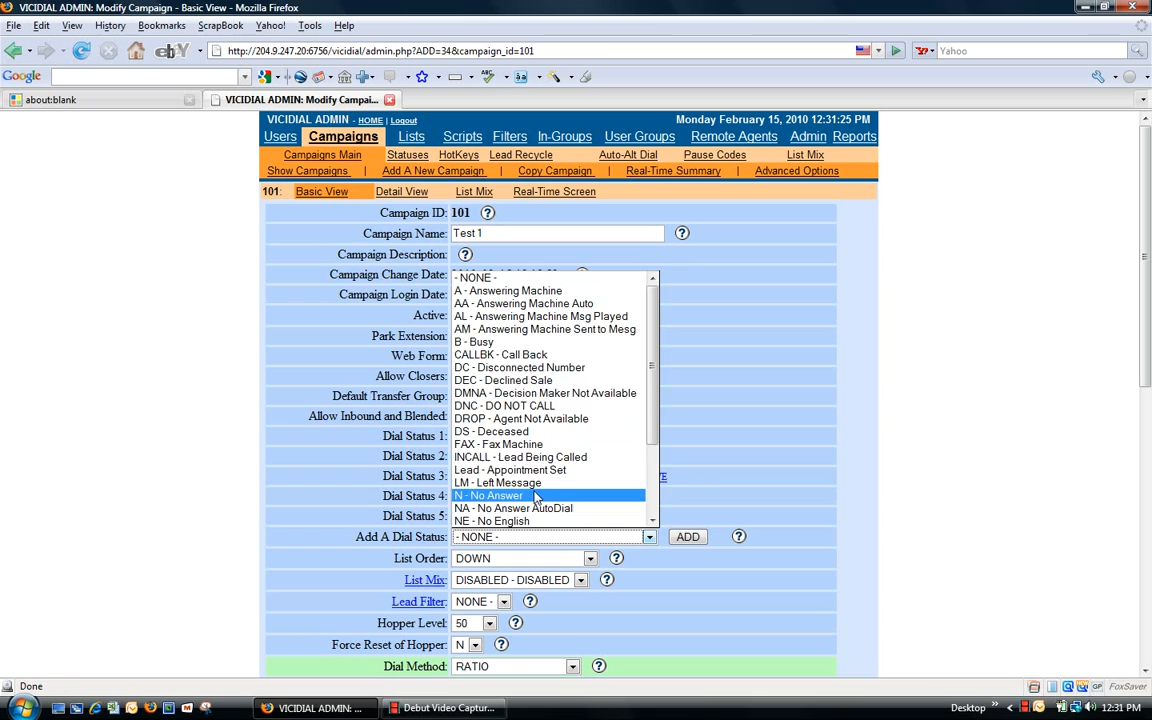 VICIDIAL ADMIN: Modify Campaign - Basic View - Mozilla Firefox
File Edit View History Bookmarks ScrapBook Yahoo! Tools Help
ebY http://204.9.247.20:6756/vicidial/admin.php?ADD=34&campaign_id=101 Yahoo
Google
about:blank VICIDIAL ADMIN: Modify Campai...
VICIDIAL ADMIN - HOME | Logout Monday February 15, 2010 12:31:25 PM
Users Campaigns Lists Scripts Filters In-Groups User Groups Remote Agents Admin Reports
Campaigns Main Statuses HotKeys Lead Recycle Auto-Alt Dial Pause Codes List Mix
Show Campaigns | Add A New Campaign | Copy Campaign | Real-Time Summary | Advanced Options
101: Basic View Detail View List Mix Real-Time Screen
Campaign ID: 101
Campaign Name: Test 1
Campaign Description:
Campaign Change Date:
Campaign Login Date:
Active:
Park Extension:
Web Form:
Allow Closers:
Default Transfer Group:
Allow Inbound and Blended:
Dial Status 1:
Dial Status 2:
Dial Status 3:
Dial Status 4:
Dial Status 5:
- NONE -
A - Answering Machine
AA - Answering Machine Auto
AL - Answering Machine Msg Played
AM - Answering Machine Sent to Mesg
B - Busy
CALLBK - Call Back
DC - Disconnected Number
DEC - Declined Sale
DMNA - Decision Maker Not Available
DNC - DO NOT CALL
DROP - Agent Not Available
DS - Deceased
FAX - Fax Machine
INCALL - Lead Being Called
Lead - Appointment Set
LM - Left Message
N - No Answer
NA - No Answer AutoDial
NE - No English
Add A Dial Status: - NONE - ADD
List Order: DOWN
List Mix: DISABLED - DISABLED
Lead Filter: NONE -
Hopper Level: 50
Force Reset of Hopper: N
Dial Method: RATIO
Done FoxSaver
VICIDIAL ADMIN: ... Debut Video Captur... Desktop 12:31 PM